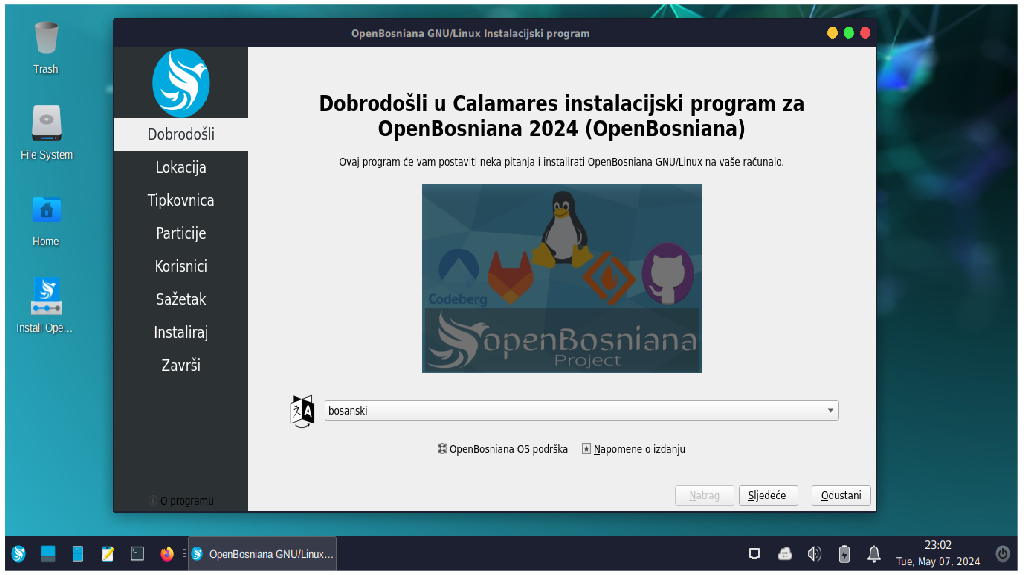 OpenBosniana GNU/Linux Instalacijski program
Trash
File System
Home
Instal Ope...
Dobrodošli
Lokacija
Tipkovnica
Particije
Korisnici
Sažetak
Instaliraj
Završi
O programu
Dobrodošli u Calamares instalacijski program za
OpenBosniana 2024 (OpenBosniana)
Ovaj program će vam postaviti neka pitanja i instalirati OpenBosniana GNU/Linux na vaše računalo.
Codeberg
openBosniana
Project
bosanski
OpenBosniana OS podrška Napomene o izdanju
Natrag Sljedeće Odustani
OpenBosniana GNU/Linux...
23:02
Tue, May 07, 2024